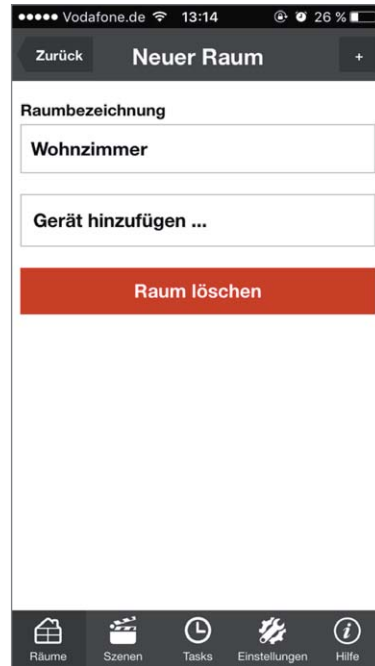 Vodafone.de 13:14 26 %
Zurück Neuer Raum +
Raumbezeichnung
Wohnzimmer
Gerät hinzufügen ...
Raum löschen
Räume Szenen Tasks Einstellungen Hilfe